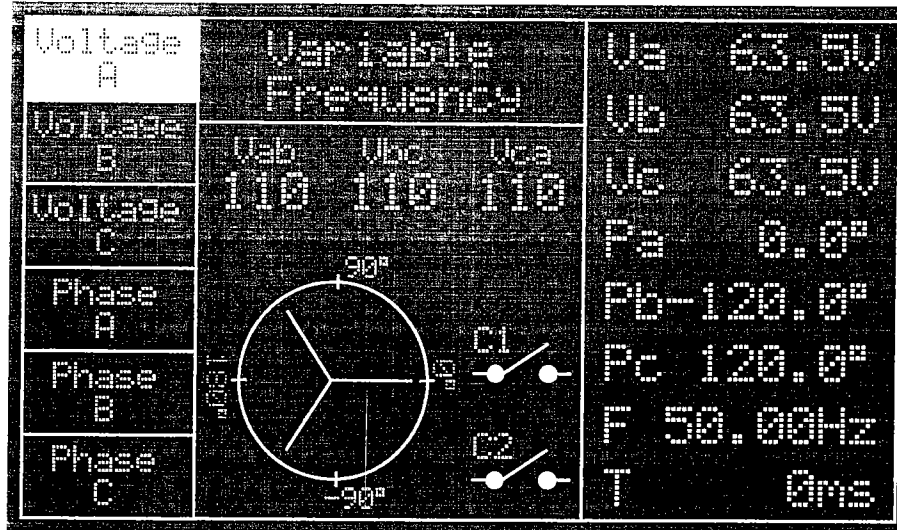 Voltage
A
Voltage
B
Voltage
C
Phase
A
Phase
B
Phase
C
Variable
Frequency
Vab Vbc Vca
110 110 110
90°
180°
0°
-90°
C1
C2
Va 63.5V
Vb 63.5V
Vc 63.5V
Pa 0.0°
Pb-120.0°
Pc 120.0°
F 50.00Hz
T 0ms